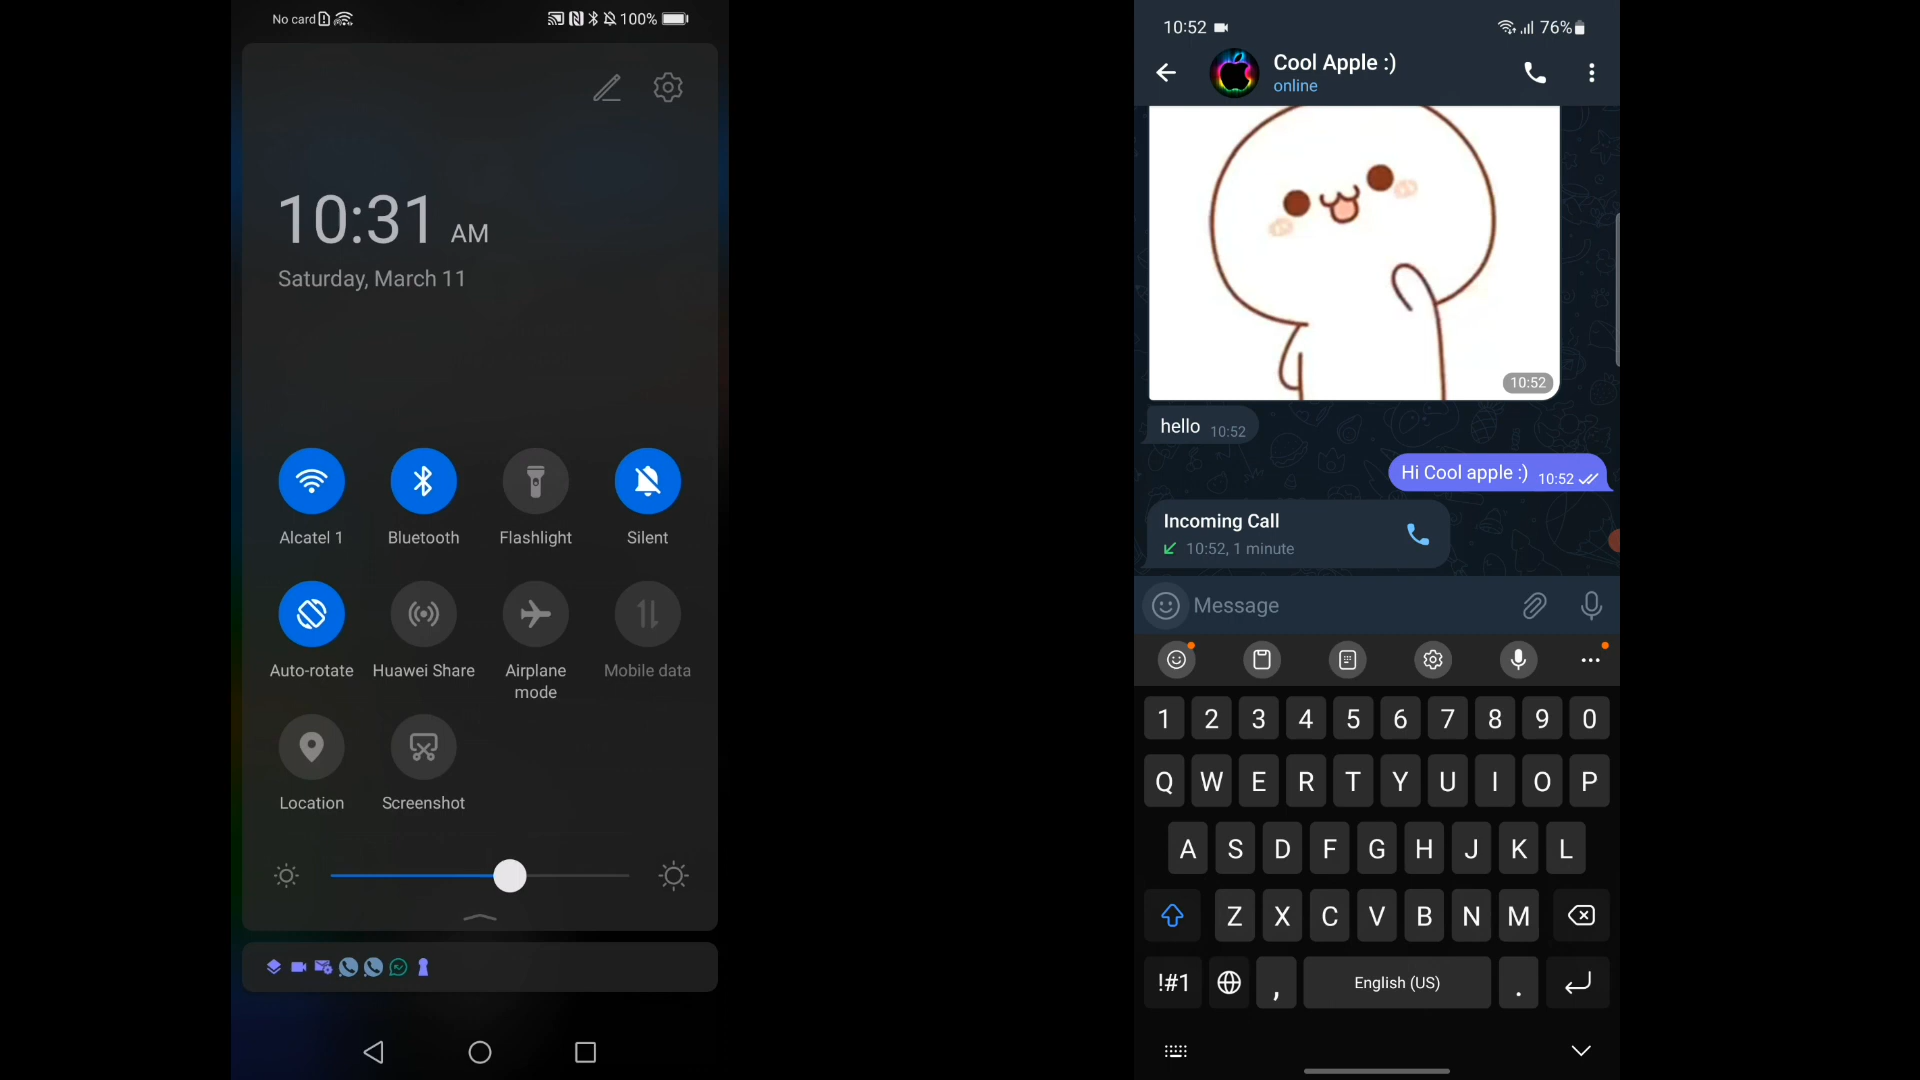 No card
100%
10:31 AM
Saturday, March 11
Alcatel 1
Bluetooth
Flashlight
Silent
Auto-rotate
Huawei Share
Airplane
mode
Mobile data
Location
Screenshot
10:52
76%
Cool Apple :)
online
10:52
hello 10:52
Hi Cool apple :) 10:52
Incoming Call
10:52, 1 minute
Message
1 2 3 4 5 6 7 8 9 0
Q W E R T Y U I O P
A S D F G H J K L
Z X C V B N M
!#1 , English (US) .